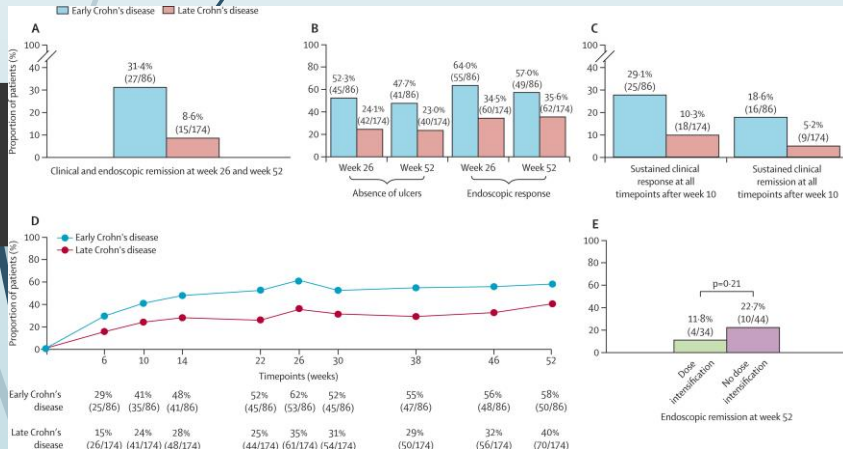 Early Crohn's disease Late Crohn's disease
A
Proportion of patients (%)
100
40
30
20
10
0
31·4%
(27/86)
8·6%
(15/174)
Clinical and endoscopic remission at week 26 and week 52
B
100
80
60
40
20
0
52·3%
(45/86)
24·1%
(42/174)
47·7%
(41/86)
23·0%
(40/174)
64·0%
(55/86)
34·5%
(60/174)
57·0%
(49/86)
35·6%
(62/174)
Week 26 Week 52 Week 26 Week 52
Absence of ulcers Endoscopic response
C
100
40
30
20
10
0
29·1%
(25/86)
10·3%
(18/174)
18·6%
(16/86)
5·2%
(9/174)
Sustained clinical
response at all
timepoints after week 10
Sustained clinical
remission at all
timepoints after week 10
D
Proportion of patients (%)
100
80
60
40
20
0
Early Crohn's disease
Late Crohn's disease
6 10 14 22 26 30 38 46 52
Timepoints (weeks)
Early Crohn's 29% 41% 48% 52% 62% 52% 55% 56% 58%
disease (25/86) (35/86) (41/86) (45/86) (53/86) (45/86) (47/86) (48/86) (50/86)
Late Crohn's 15% 24% 28% 25% 35% 31% 29% 32% 40%
disease (26/174) (41/174) (48/174) (44/174) (61/174) (54/174) (50/174) (56/174) (70/174)
E
100
80
60
40
20
0
p=0·21
11·8%
(4/34)
22·7%
(10/44)
Dose
intensification
No dose
intensification
Endoscopic remission at week 52